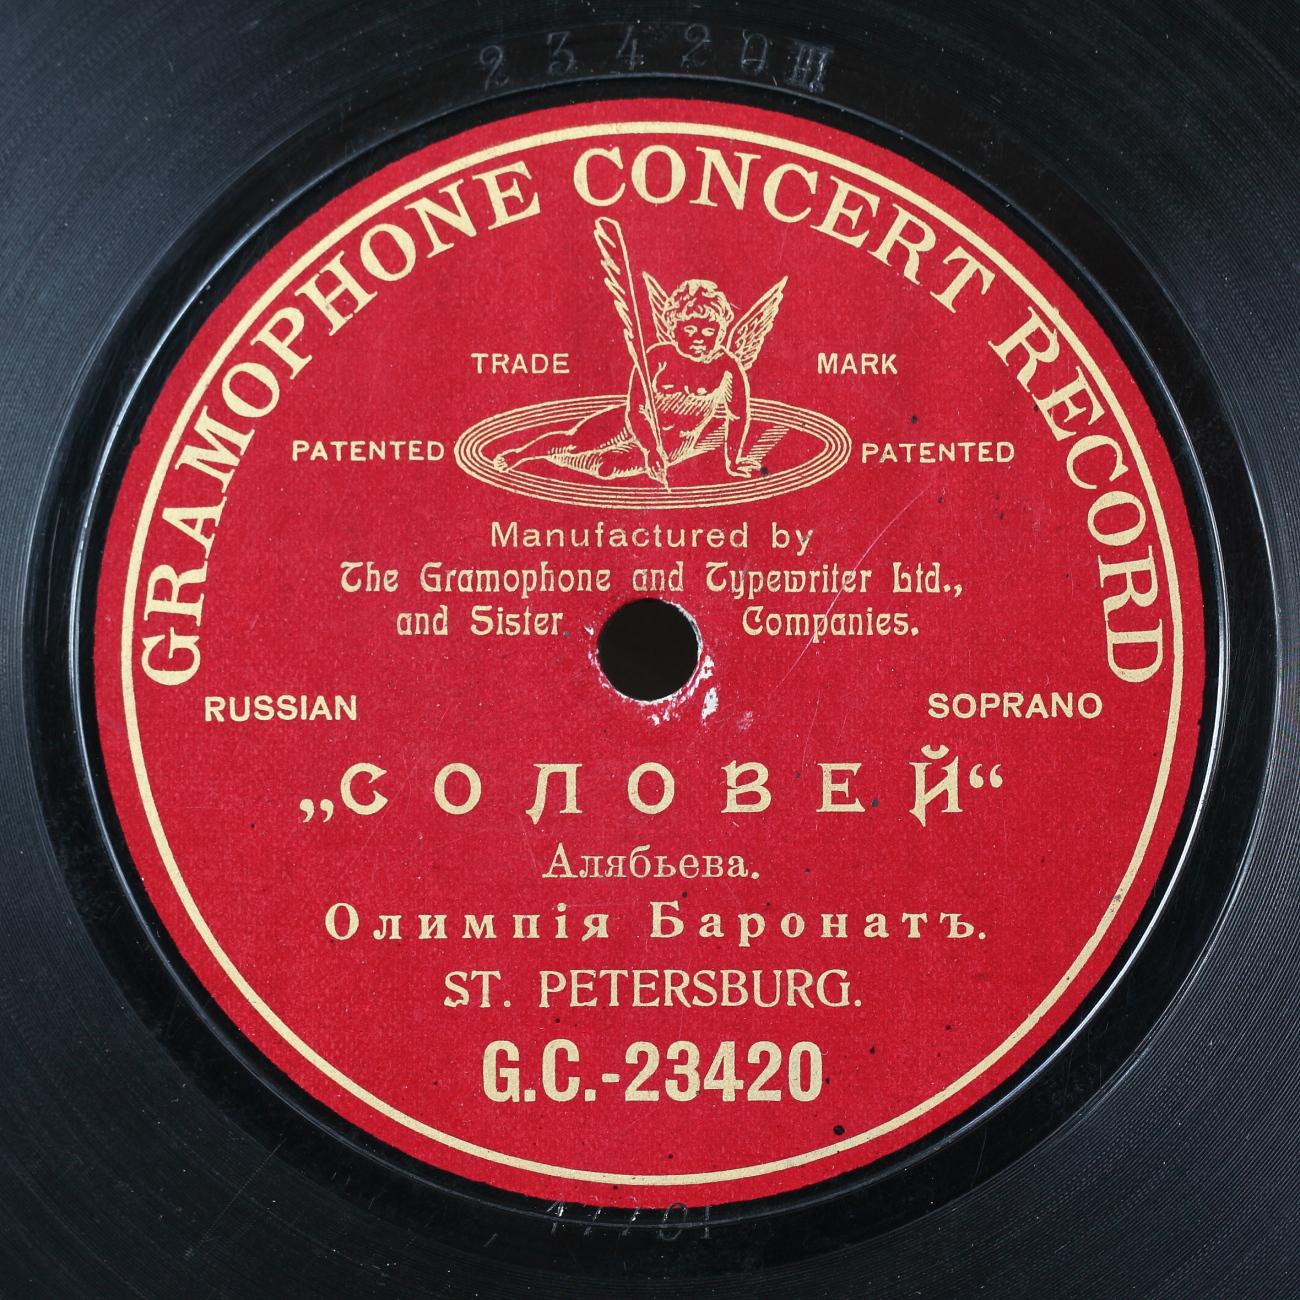 23420 III
GRAMOPHONE CONCERT RECORD
TRADE MARK
PATENTED PATENTED
Manufactured by
The Gramophone and Typewriter Ltd.,
and Sister Companies.
RUSSIAN SOPRANO
„СОЛОВЕЙ“
Алябьева.
Олимпія Баронатъ.
ST. PETERSBURG.
G.C.-23420